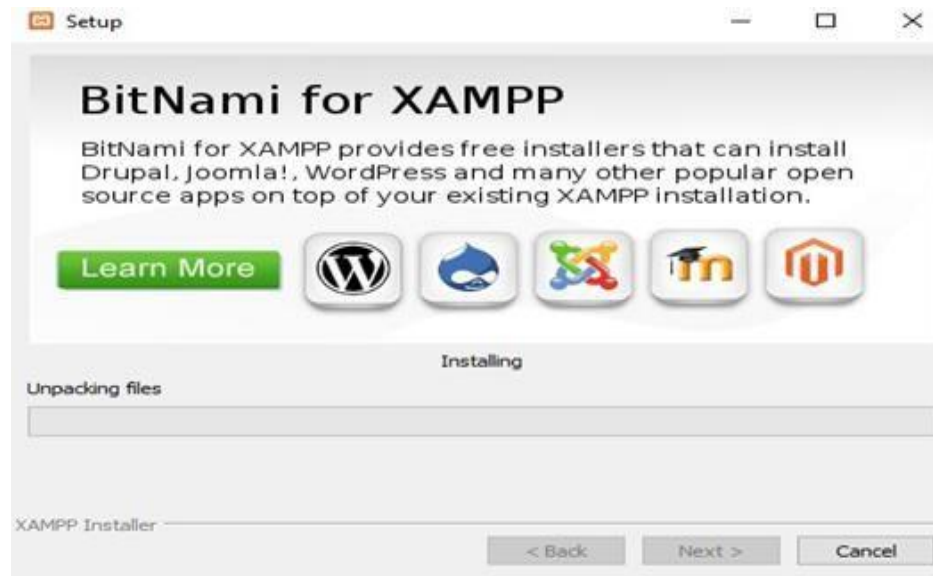 Setup
BitNami for XAMPP
BitNami for XAMPP provides free installers that can install
Drupal, Joomla!, WordPress and many other popular open
source apps on top of your existing XAMPP installation.
Learn More
Installing
Unpacking files
XAMPP Installer
< Back Next > Cancel